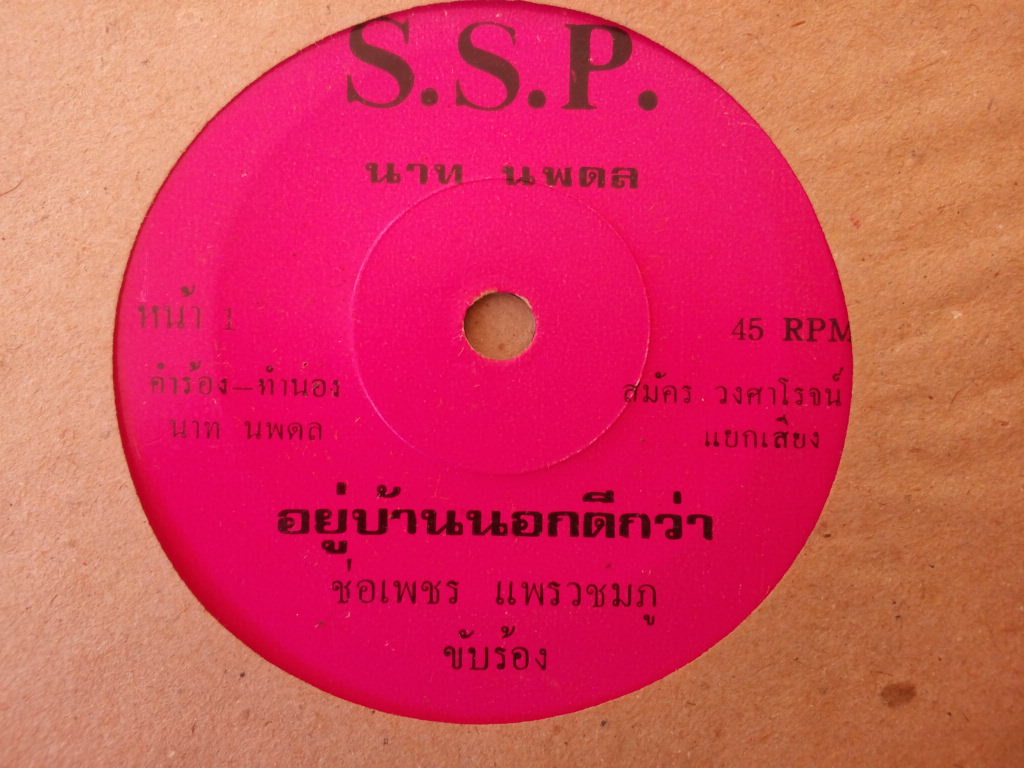 S.S.P.
นาท นพดล
หน้า 1
45 RPM
คำร้อง–ทำนอง
นาท นพดล
สมัคร วงศาโรจน์
แยกเสียง
อยู่บ้านนอกดีกว่า
ช่อเพชร แพรวชมภู
ขับร้อง